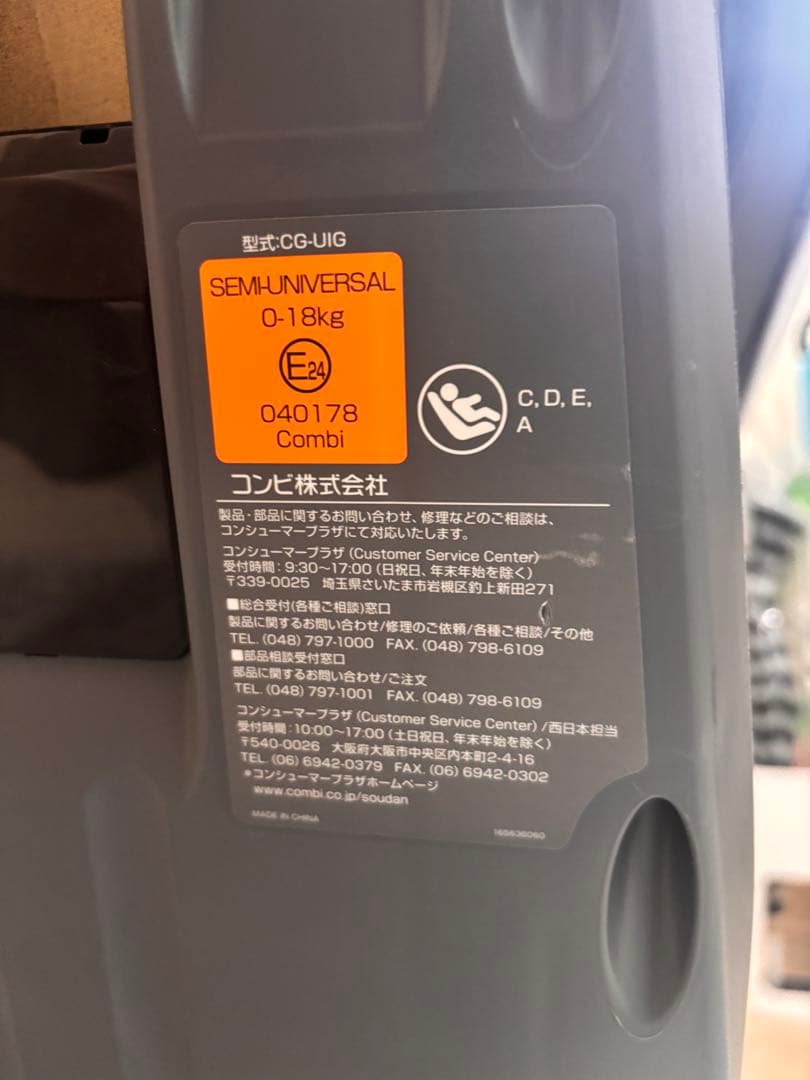 型式:CG-UIG
SEMI-UNIVERSAL
0-18kg
E24
040178
Combi
C, D, E,
A
コンビ株式会社
製品・部品に関するお問い合わせ、修理などのご相談は、
コンシューマープラザにて対応いたします。
コンシューマープラザ (Customer Service Center)
受付時間：9:30～17:00 (日祝日、年末年始を除く)
〒339-0025 埼玉県さいたま市岩槻区釣上新田271
■総合受付(各種ご相談)窓口
製品に関するお問い合わせ/修理のご依頼/各種ご相談/その他
TEL. (048) 797-1000 FAX. (048) 798-6109
■部品相談受付窓口
部品に関するお問い合わせ/ご注文
TEL. (048) 797-1001 FAX. (048) 798-6109
コンシューマープラザ (Customer Service Center) /西日本担当
受付時間：10:00～17:00 (土日祝日、年末年始を除く)
〒540-0026 大阪府大阪市中央区内本町2-4-16
TEL. (06) 6942-0379 FAX. (06) 6942-0302
*コンシューマープラザホームページ
www.combi.co.jp/soudan
MADE IN CHINA
165636060